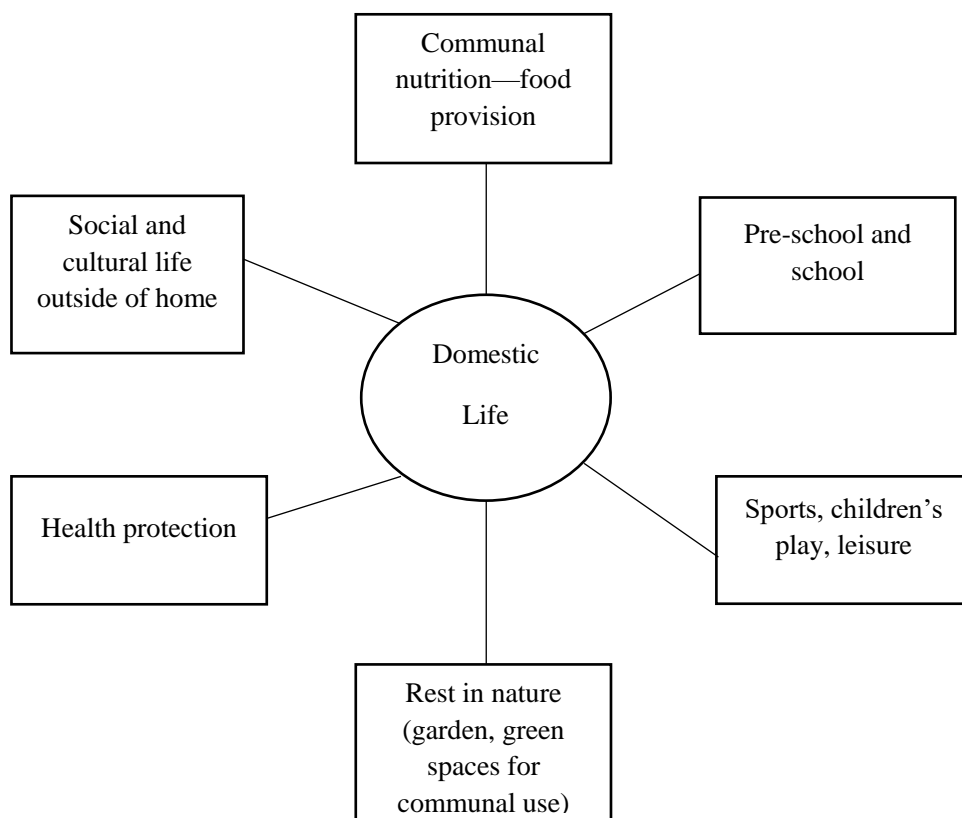 Communal
nutrition—food
provision
Social and
cultural life
outside of home
Pre-school and
school
Domestic
Life
Health protection
Sports, children’s
play, leisure
Rest in nature
(garden, green
spaces for
communal use)